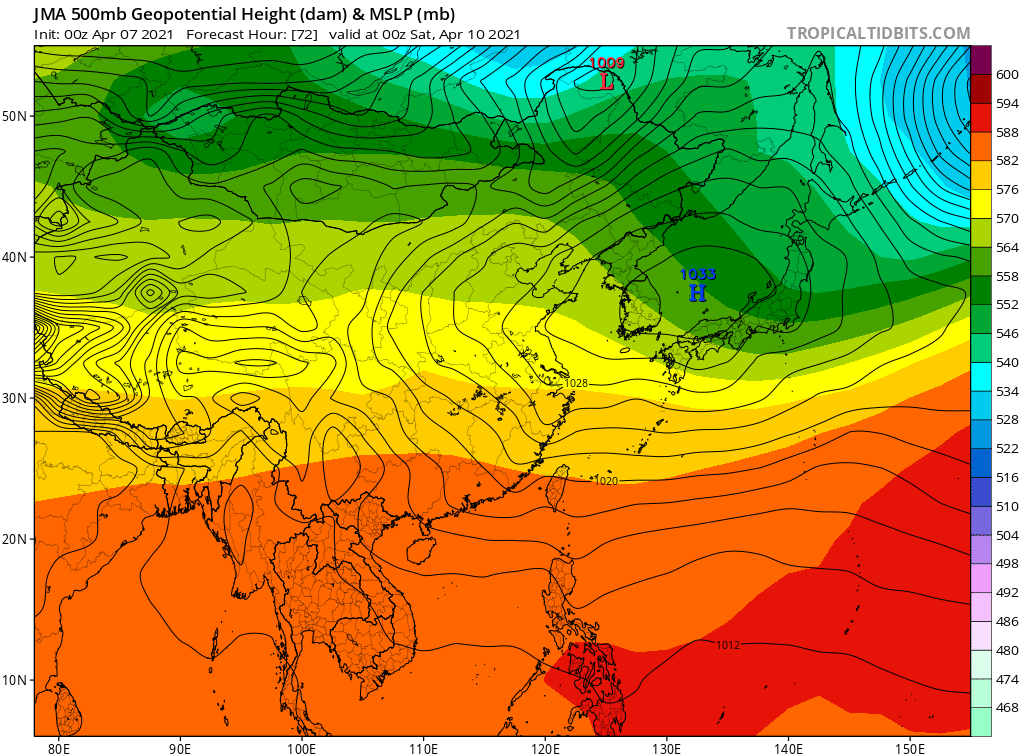 JMA 500mb Geopotential Height (dam) & MSLP (mb)
Init: 00z Apr 07 2021 Forecast Hour: [72] valid at 00z Sat, Apr 10 2021
TROPICALTIDBITS.COM
1009
L
1033
H
1028
1020
1012
50N
40N
30N
20N
10N
80E 90E 100E 110E 120E 130E 140E 150E
600
594
588
582
576
570
564
558
552
546
540
534
528
522
516
510
504
498
492
486
480
474
468